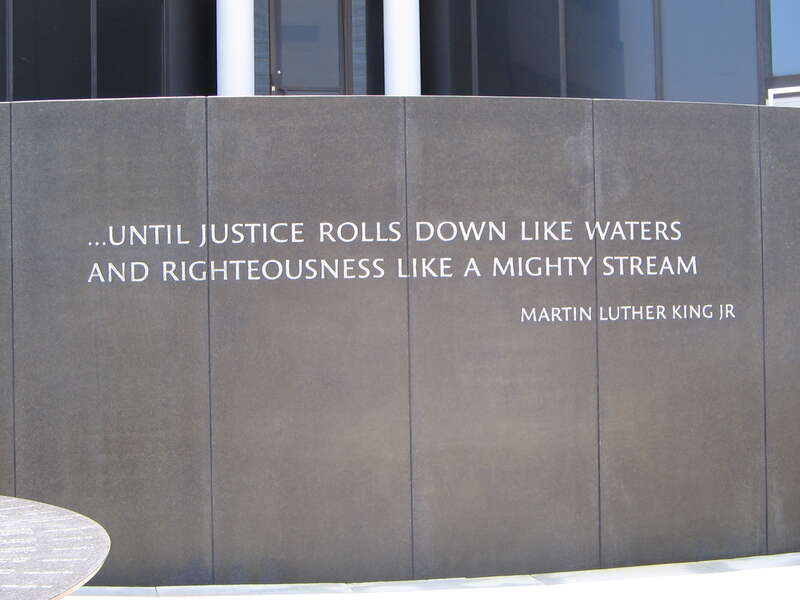 ...UNTIL JUSTICE ROLLS DOWN LIKE WATERS
AND RIGHTEOUSNESS LIKE A MIGHTY STREAM
MARTIN LUTHER KING JR